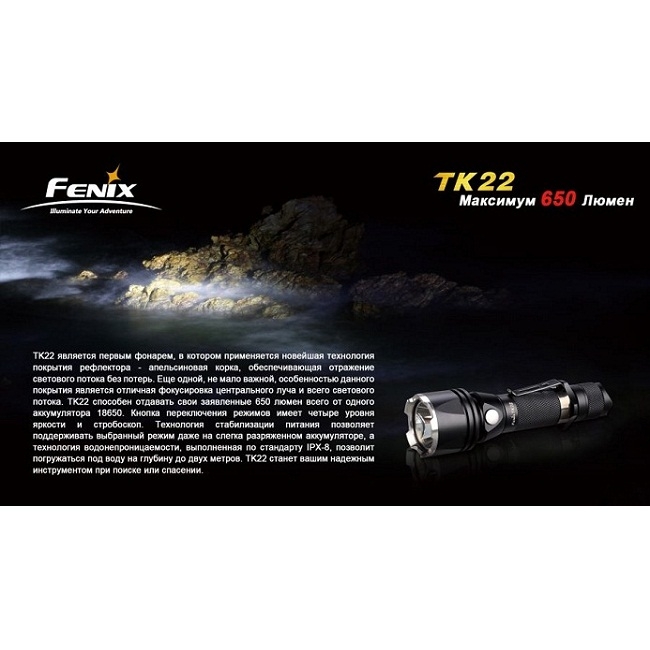 FENIX
Illuminate Your Adventure
TK22
Максимум 650 Люмен
ТК22 является первым фонарем, в котором применяется новейшая технология
покрытия рефлектора - апельсиновая корка, обеспечивающая отражение
светового потока без потерь. Еще одной, не мало важной, особенностью данного
покрытия является отличная фокусировка центрального луча и всего светового
потока. ТК22 способен отдавать свои заявленные 650 люмен всего от одного
аккумулятора 18650. Кнопка переключения режимов имеет четыре уровня
яркости и стробоскоп. Технология стабилизации питания позволяет
поддерживать выбранный режим даже на слегка разряженном аккумуляторе, а
технология водонепроницаемости, выполненная по стандарту IPX-8, позволит
погружаться под воду на глубину до двух метров. ТК22 станет вашим надежным
инструментом при поиске или спасении.